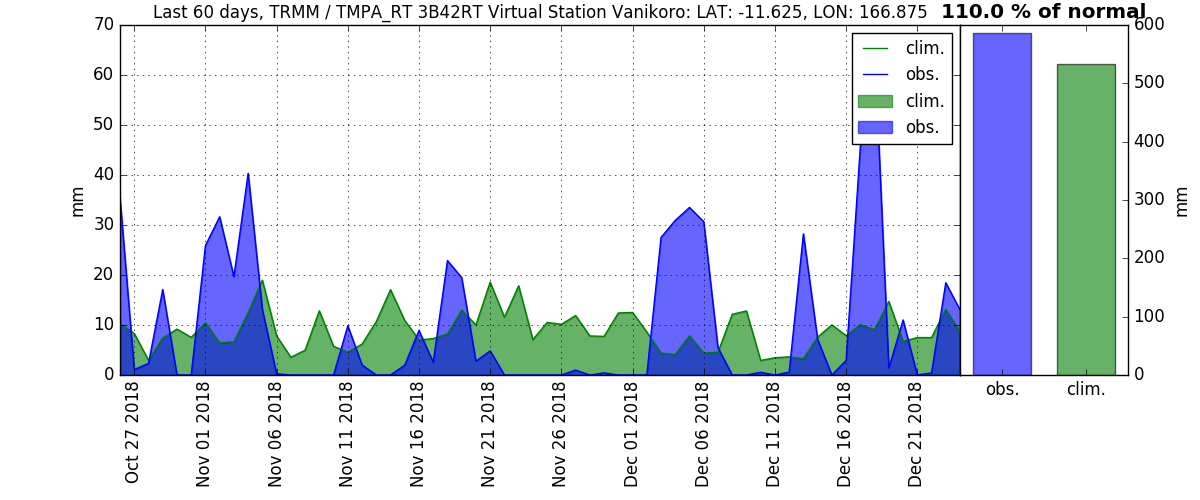 Last 60 days, TRMM / TMPA_RT 3B42RT Virtual Station Vanikoro: LAT: -11.625, LON: 166.875
110.0 % of normal
70
60
50
40
30
20
10
0
mm
clim.
obs.
clim.
obs.
600
500
400
300
200
100
0
mm
obs.
clim.
Oct 27 2018
Nov 01 2018
Nov 06 2018
Nov 11 2018
Nov 16 2018
Nov 21 2018
Nov 26 2018
Dec 01 2018
Dec 06 2018
Dec 11 2018
Dec 16 2018
Dec 21 2018